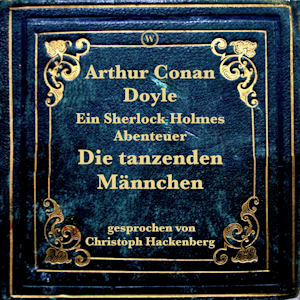 W
Arthur Conan
Doyle
Ein Sherlock Holmes
Abenteuer
Die tanzenden
Männchen
gesprochen von
Christoph Hackenberg